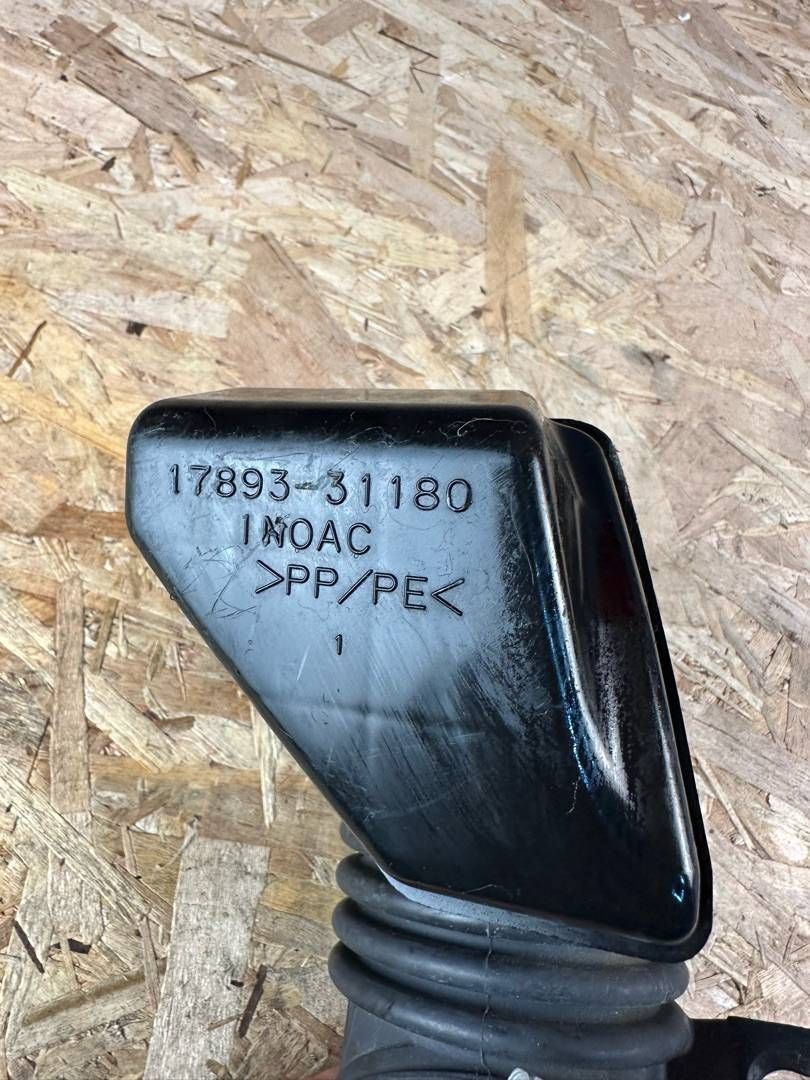 17893-31180
INOAC
>PP/PE<
1